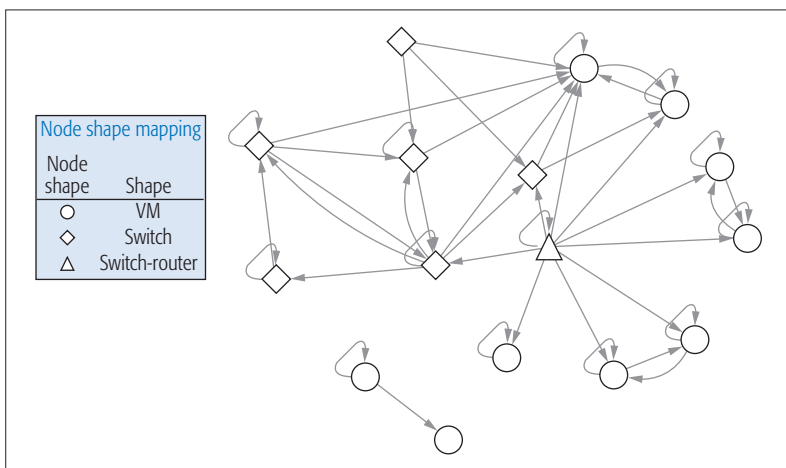 Node shape mapping
Node shape
Shape
VM
Switch
Switch-router